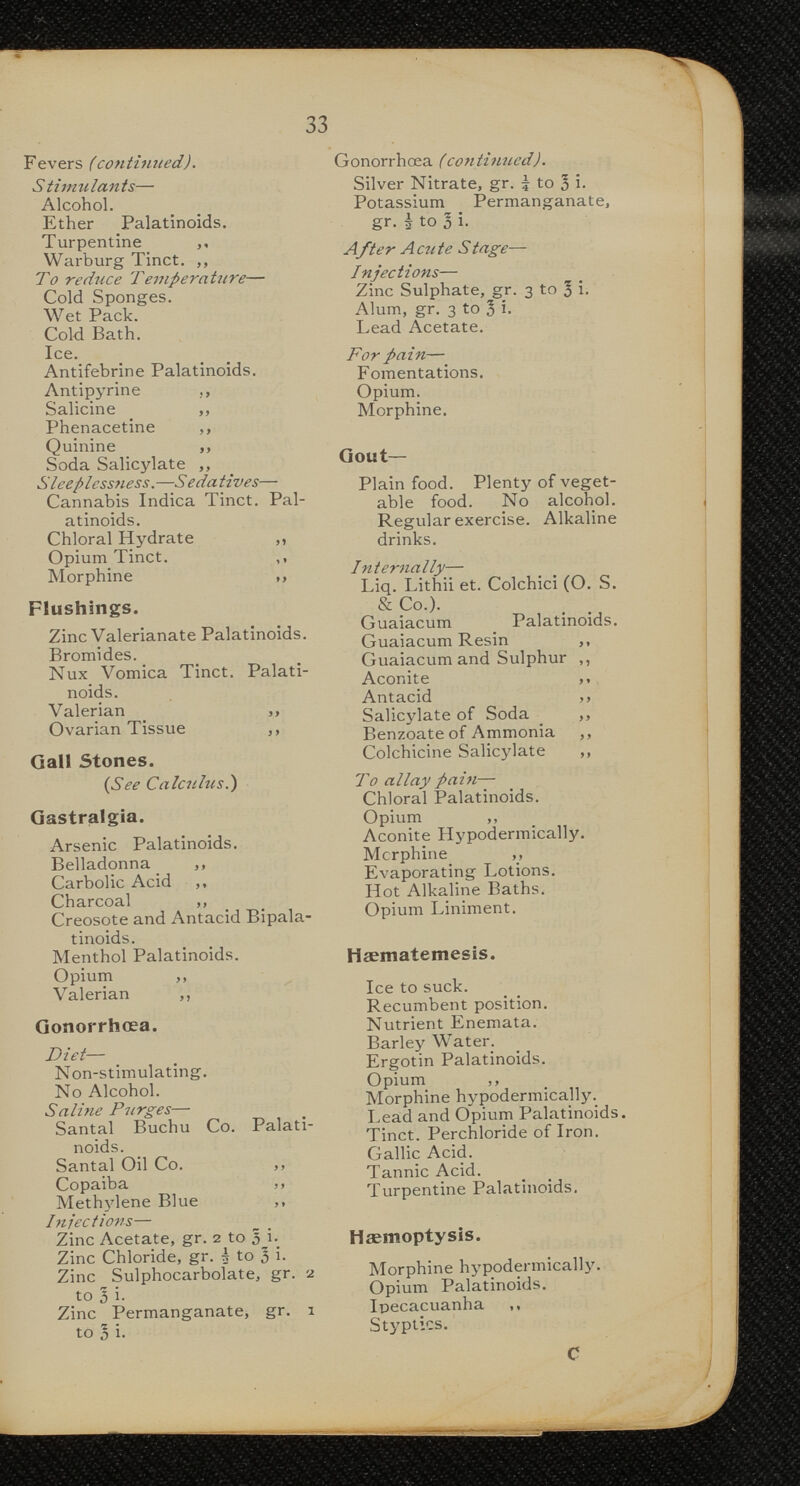 33
Fevers (continued).
Stimulants—
Alcohol.
Ether Palatinoids.
Turpentine ,,
Warburg Tinct. ,,
To reduce Temperature—
Cold Sponges.
Wet Pack.
Cold Bath.
Ice.
Antifebrine Palatinoids.
Antipyrine ,,
Salicine ,,
Phenacetine ,,
Quinine ,,
Soda Salicylate ,,
Sleeplessness.—Sedatives—
Cannabis Indica Tinct. Pal-
atinoids.
Chloral Hydrate ,,
Opium Tinct. ,,
Morphine ,,
Flushings.
Zinc Valerianate Palatinoids.
Bromides.
Nux Vomica Tinct. Palati-
noids.
Valerian ,,
Ovarian Tissue ,,
Gall Stones.
(See Calculus.)
Gastralgia.
Arsenic Palatinoids.
Belladonna ,,
Carbolic Acid ,,
Charcoal ,,
Creosote and Antacid Bipala-
tinoids.
Menthol Palatinoids.
Opium ,,
Valerian ,,
Gonorrhœa.
Diet—
Non-stimulating.
No Alcohol.
Saline Purges—
Santal Buchu Co. Palati-
noids.
Santal Oil Co. ,,
Copaiba ,,
Methylene Blue ,,
Injections—
Zinc Acetate, gr. 2 to ℥ i.
Zinc Chloride, gr. ½ to ℥ i.
Zinc Sulphocarbolate, gr. 2
to ℥ i.
Zinc Permanganate, gr. 1
to ℥ i.
Gonorrhœa (continued).
Silver Nitrate, gr. ¼ to ℥ i.
Potassium Permanganate,
gr. ½ to ℥ i.
After Acute Stage—
Injections—
Zinc Sulphate, gr. 3 to ℥ i.
Alum, gr. 3 to ℥ i.
Lead Acetate.
For pain—
Fomentations.
Opium.
Morphine.
Gout—
Plain food. Plenty of veget-
able food. No alcohol.
Regular exercise. Alkaline
drinks.
Internally—
Liq. Lithii et. Colchici (O. S.
& Co.).
Guaiacum Palatinoids.
Guaiacum Resin ,,
Guaiacum and Sulphur ,,
Aconite ,,
Antacid ,,
Salicylate of Soda ,,
Benzoate of Ammonia ,,
Colchicine Salicylate ,,
To allay pain—
Chloral Palatinoids.
Opium ,,
Aconite Hypodermically.
Morphine ,,
Evaporating Lotions.
Hot Alkaline Baths.
Opium Liniment.
Hæmatemesis.
Ice to suck.
Recumbent position.
Nutrient Enemata.
Barley Water.
Ergotin Palatinoids.
Opium ,,
Morphine hypodermically.
Lead and Opium Palatinoids.
Tinct. Perchloride of Iron.
Gallic Acid.
Tannic Acid.
Turpentine Palatinoids.
Hæmoptysis.
Morphine hypodermically.
Opium Palatinoids.
Ipecacuanha ,,
Styptics.
C